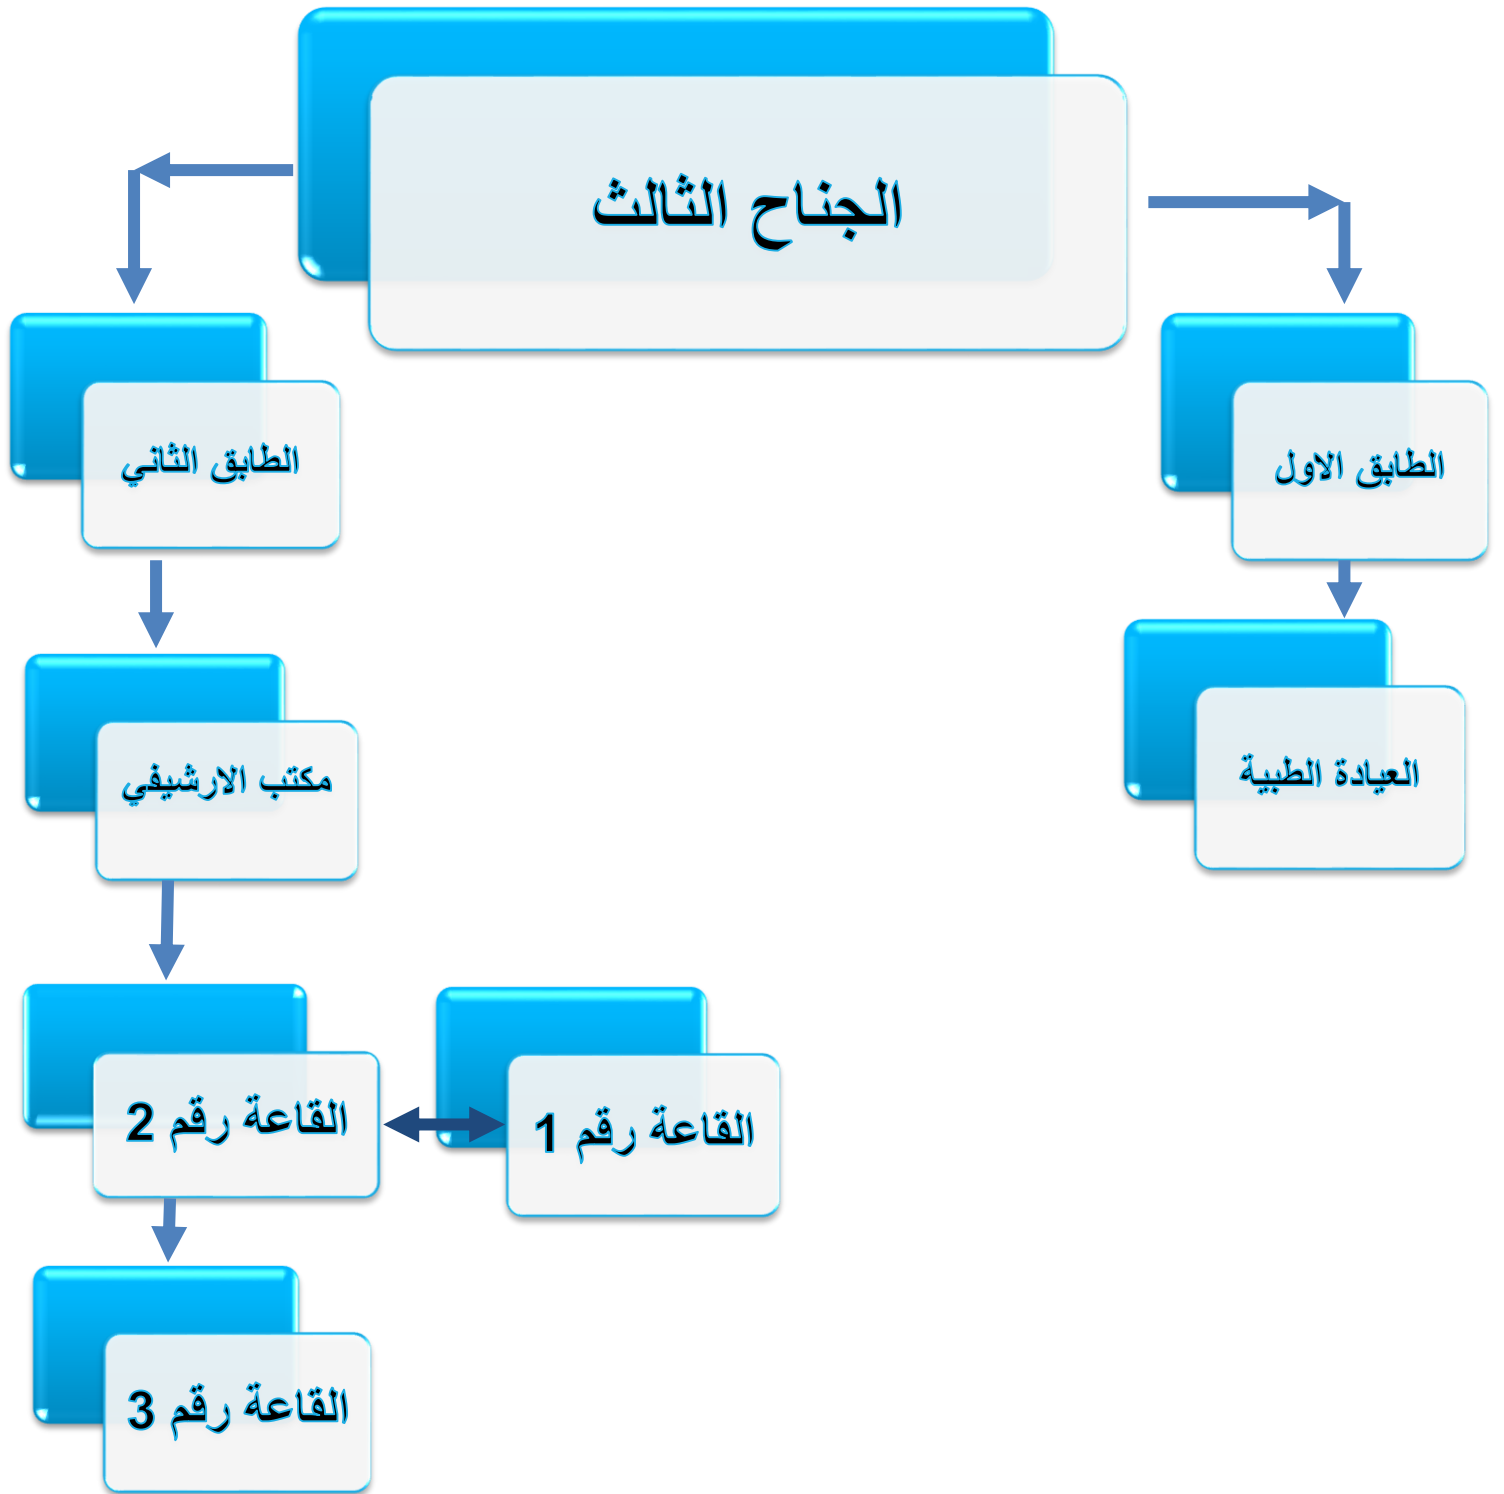 الجناح الثالث
الطابق الاول
الطابق الثاني
العيادة الطبية
مكتب الارشيفي
القاعة رقم 1
القاعة رقم 2
القاعة رقم 3